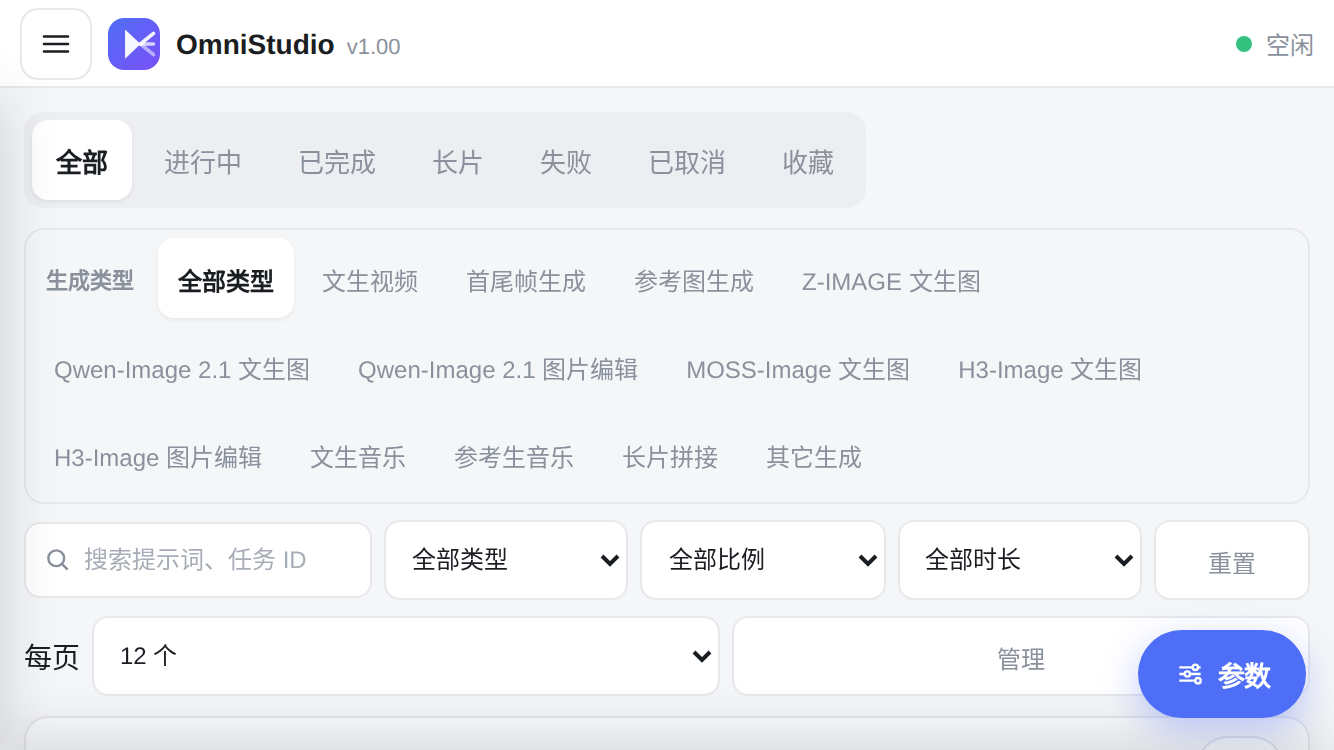 OmniStudio v1.00 空闲
全部 进行中 已完成 长片 失败 已取消 收藏
生成类型 全部类型 文生视频 首尾帧生成 参考图生成 Z-IMAGE 文生图
Qwen-Image 2.1 文生图 Qwen-Image 2.1 图片编辑 MOSS-Image 文生图 H3-Image 文生图
H3-Image 图片编辑 文生音乐 参考生音乐 长片拼接 其它生成
搜索提示词、任务 ID 全部类型 全部比例 全部时长 重置
每页 12 个 管理 参数